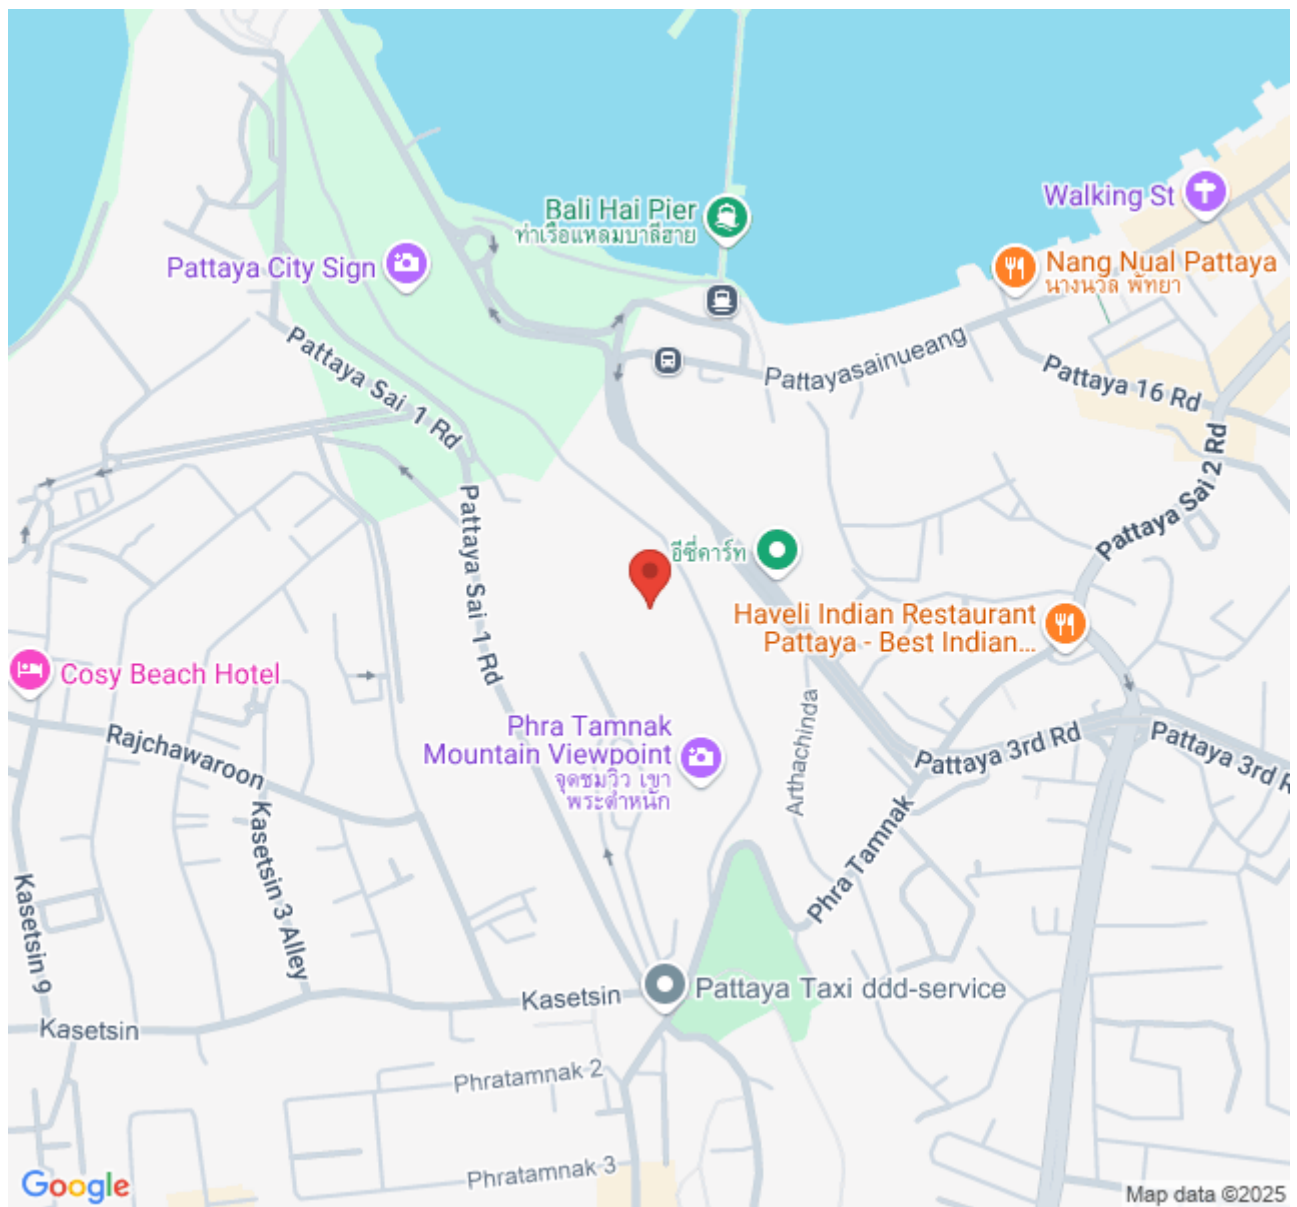 Bali Hai Pier
ท่าเรือแหลมบาลีฮาย
Walking St
Pattaya City Sign
Nang Nual Pattaya
นางนวล พัทยา
Pattaya Sai 1 Rd
Pattayasainueang
Pattaya 16 Rd
Pattaya Sai 2 Rd
Pattaya Sai 1 Rd
อีซี่คาร์ท
Haveli Indian Restaurant
Pattaya - Best Indian...
Cosy Beach Hotel
Rajchawaroon
Phra Tamnak
Mountain Viewpoint
จุดชมวิว เขา
พระตำหนัก
Arthachinda
Pattaya 3rd Rd
Pattaya 3rd R
Kasetsin 3 Alley
Phra Tamnak
Kasetsin 9
Kasetsin
Pattaya Taxi ddd-service
Kasetsin
Phratamnak 2
Phratamnak 3
Google
Map data ©2025